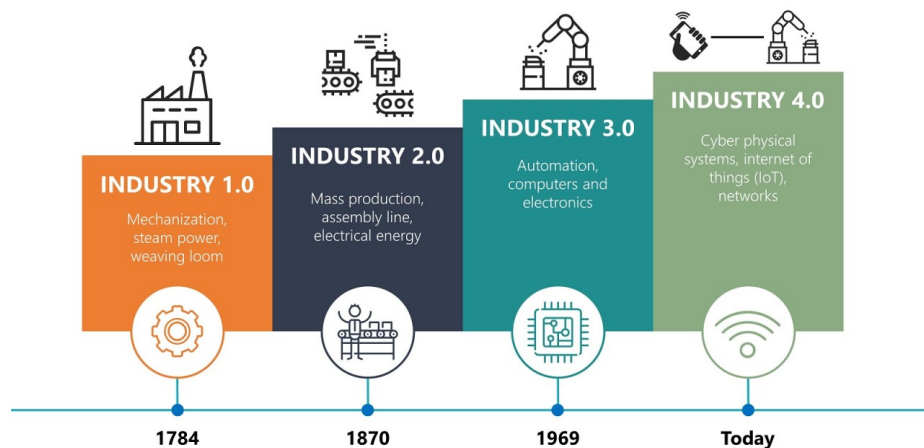 INDUSTRY 1.0
Mechanization,
steam power,
weaving loom
INDUSTRY 2.0
Mass production,
assembly line,
electrical energy
INDUSTRY 3.0
Automation,
computers and
electronics
INDUSTRY 4.0
Cyber physical
systems, internet of
things (IoT),
networks
1784
1870
1969
Today